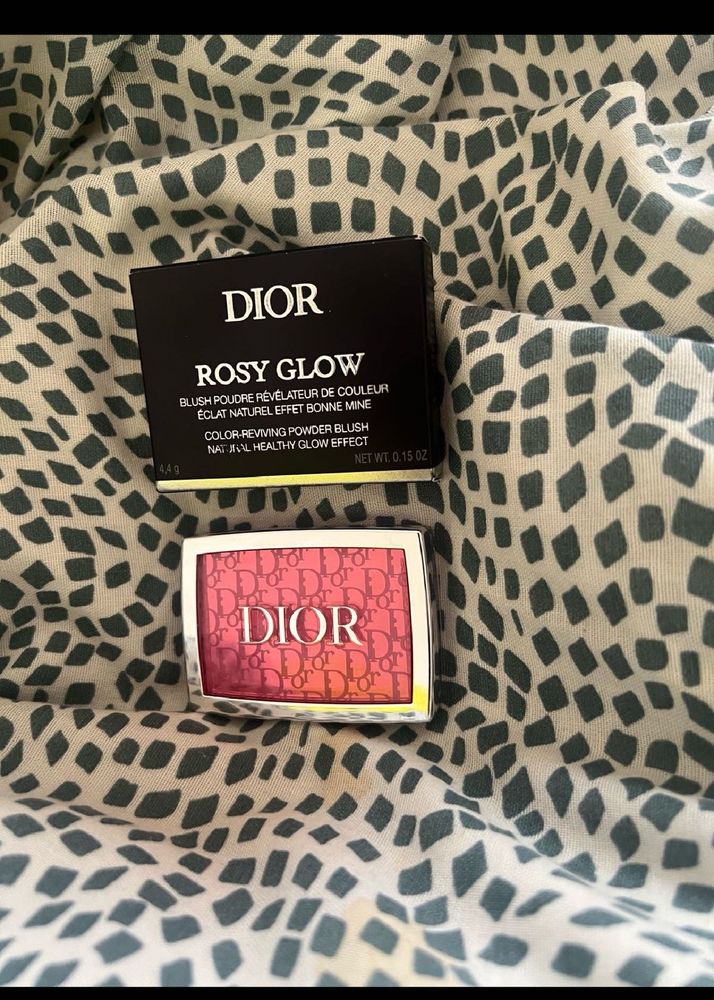 DIOR
ROSY GLOW
BLUSH POUDRE RÉVÉLATEUR DE COULEUR
ÉCLAT NATUREL EFFET BONNE MINE
COLOR-REVIVING POWDER BLUSH
NATURAL HEALTHY GLOW EFFECT
4,4 g NET WT. 0.15 OZ
DIOR